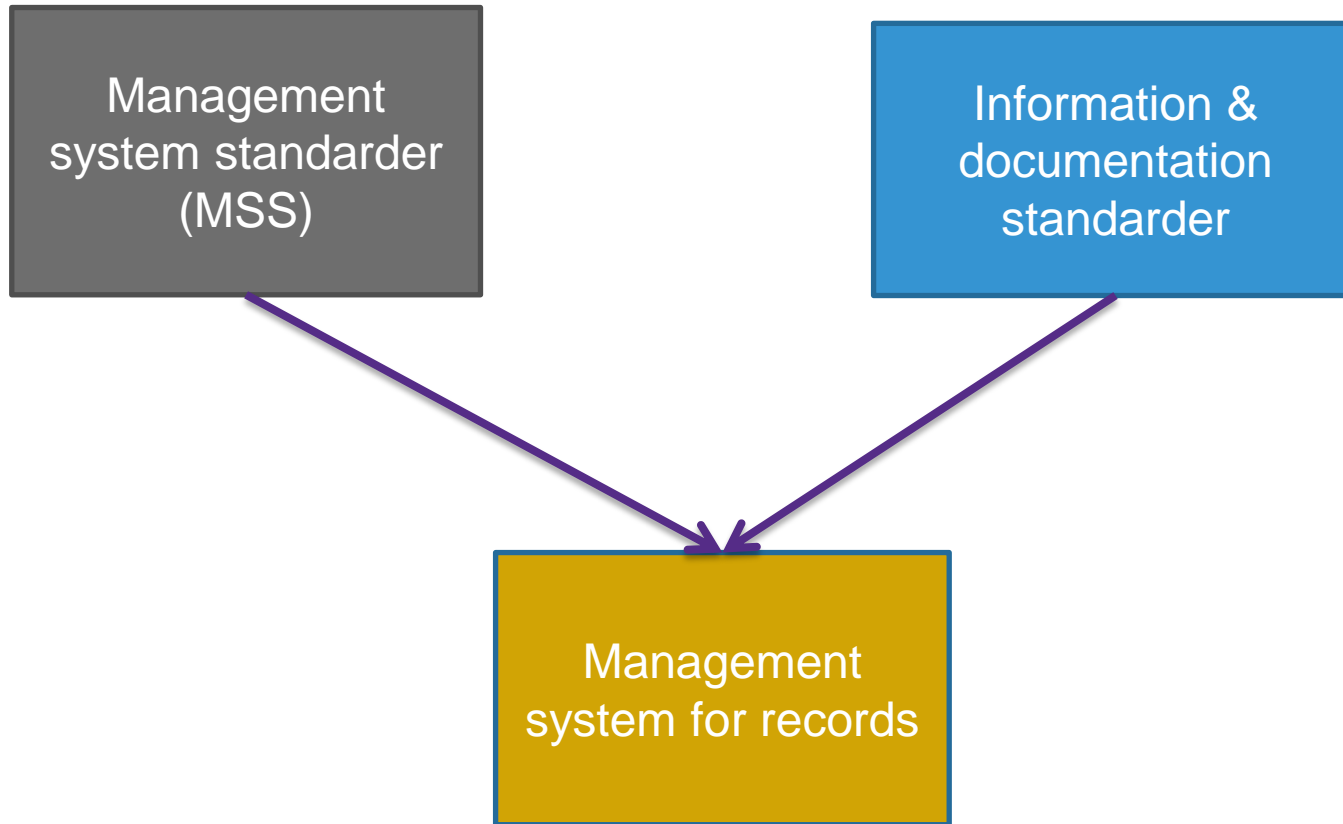 Management
system standarder
(MSS)
Information &
documentation
standarder
Management
system for records